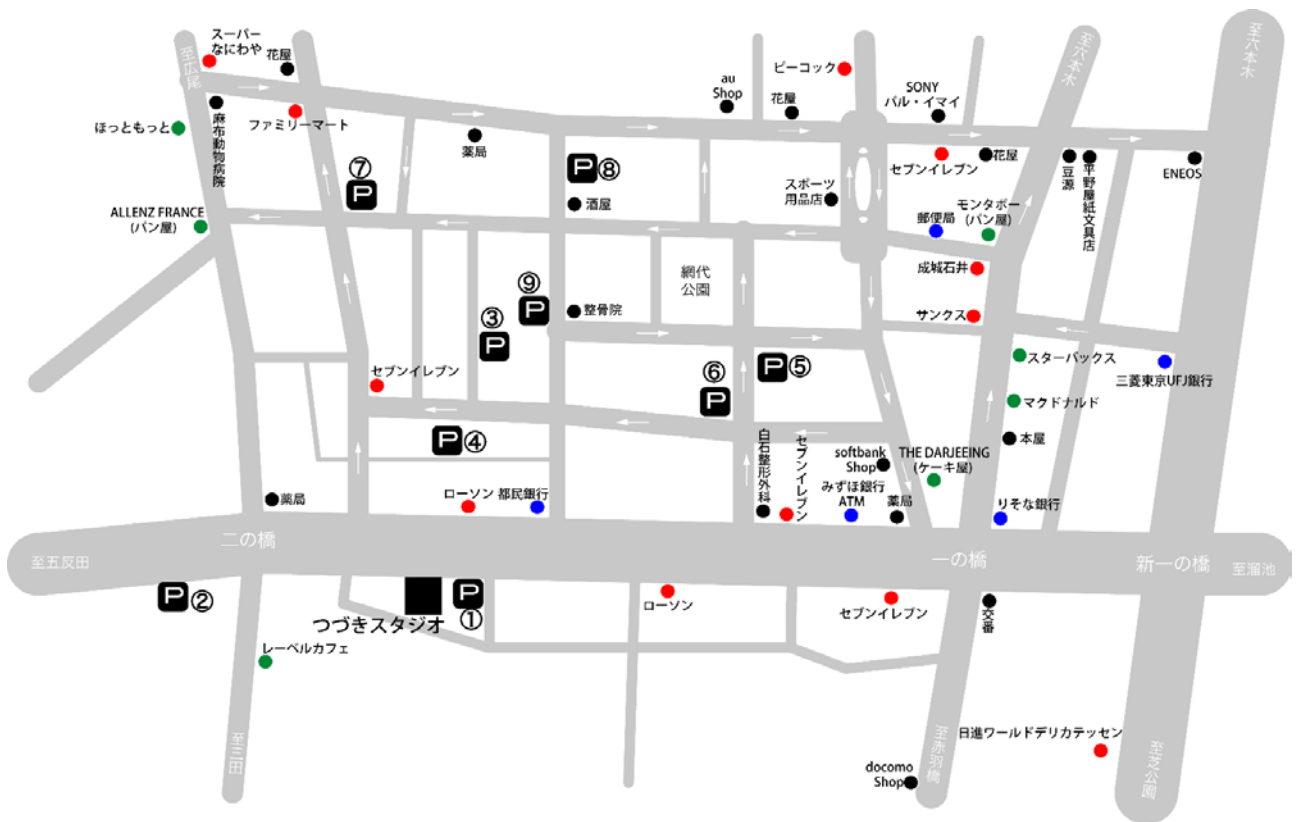 スーパー
なにわや
花屋
至広尾
ピーコック
au
Shop
花屋
SONY
パル・イマイ
至六本木
至六本木
ほっともっと
麻布動物病院
ファミリーマート
薬局
⑦
P
P
⑧
酒屋
スポーツ
用品店
セブンイレブン
花屋
豆源
平野屋紙文具店
ENEOS
ALLENZ FRANCE
(パン屋)
郵便局
モンタボー
(パン屋)
成城石井
網代
公園
⑨
P
整骨院
③
P
サンクス
スターバックス
三菱東京UFJ銀行
セブンイレブン
⑥
P
P
⑤
マクドナルド
④
P
白石整形外科
セブンイレブン
softbank
Shop
THE DARJEEING
(ケーキ屋)
本屋
薬局
ローソン
都民銀行
みずほ銀行
ATM
薬局
りそな銀行
至五反田
二の橋
一の橋
新一の橋
至溜池
P
②
つづきスタジオ
P
①
ローソン
セブンイレブン
交番
レーベルカフェ
至三田
至赤羽橋
日進ワールドデリカテッセン
至芝公園
docomo
Shop